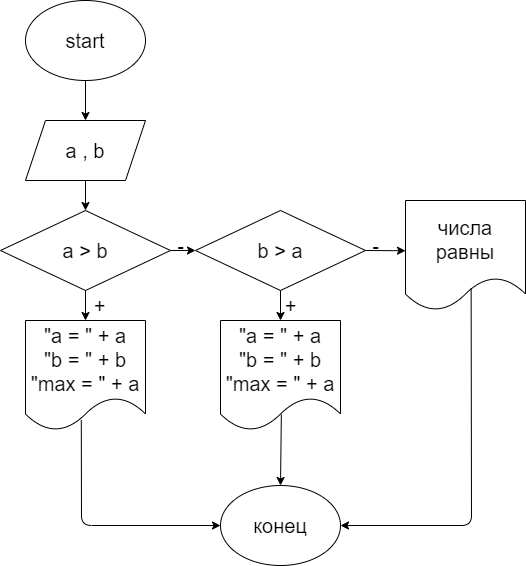 start
a , b
a > b
-
b > a
-
числа
равны
+
"a = " + a
"b = " + b
"max = " + a
+
"a = " + a
"b = " + b
"max = " + a
конец